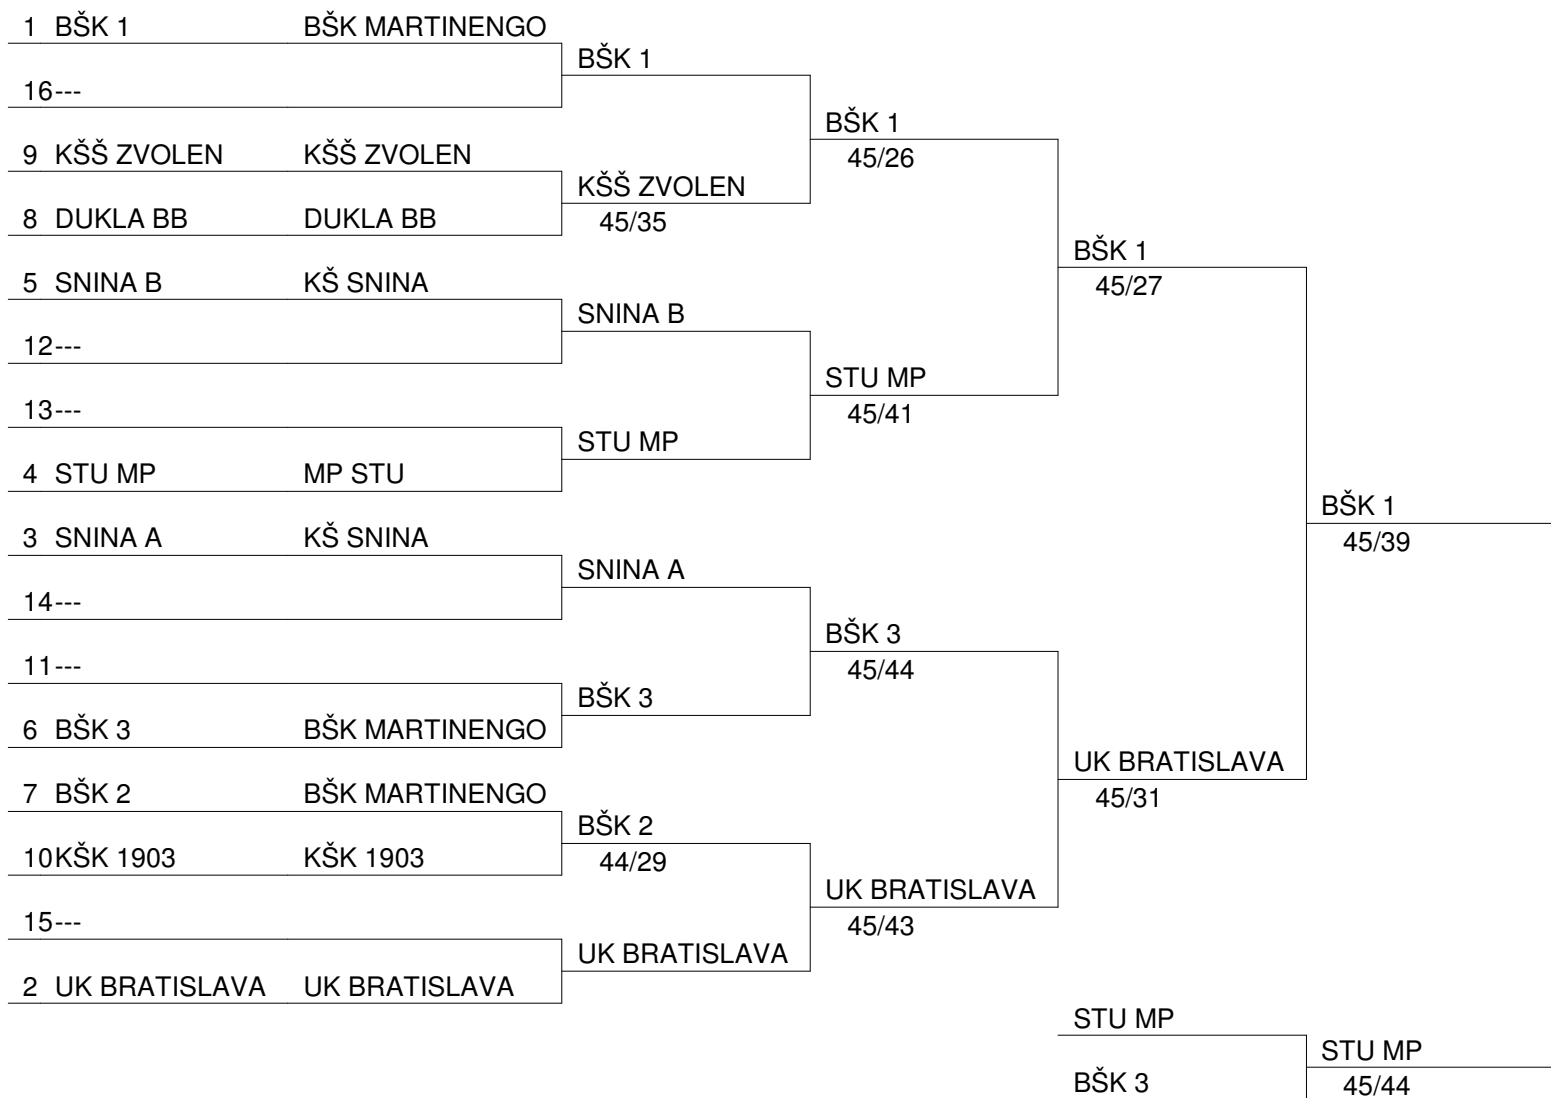 1 BŠK 1 BŠK MARTINENGO
BŠK 1
16 ---
BŠK 1
45/26
9 KŠŠ ZVOLEN KŠŠ ZVOLEN
KŠŠ ZVOLEN
45/35
8 DUKLA BB DUKLA BB
BŠK 1
45/27
5 SNINA B KŠ SNINA
SNINA B
12 ---
STU MP
45/41
13 ---
STU MP
4 STU MP MP STU
BŠK 1
45/39
3 SNINA A KŠ SNINA
SNINA A
14 ---
BŠK 3
45/44
11 ---
BŠK 3
6 BŠK 3 BŠK MARTINENGO
UK BRATISLAVA
45/31
7 BŠK 2 BŠK MARTINENGO
BŠK 2
44/29
10 KŠK 1903 KŠK 1903
UK BRATISLAVA
45/43
15 ---
UK BRATISLAVA
2 UK BRATISLAVA UK BRATISLAVA
STU MP
STU MP
45/44
BŠK 3